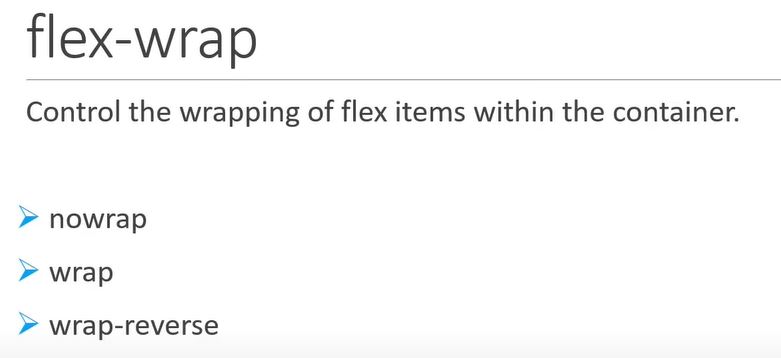 flex-wrap
Control the wrapping of flex items within the container.
nowrap
wrap
wrap-reverse